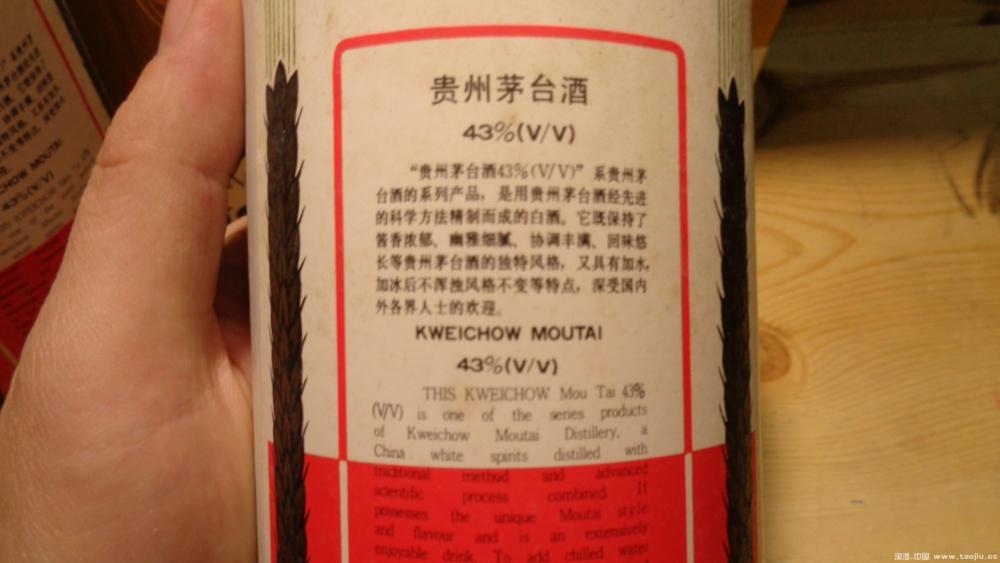 贵州茅台酒
43%(V/V)
“贵州茅台酒43%(V/V)”系贵州茅
台酒的系列产品，是用贵州茅台酒经先进
的科学方法精制而成的白酒。它既保持了
酱香浓郁、幽雅细腻、协调丰满、回味悠
长等贵州茅台酒的独特风格，又具有加水、
加冰后不浑浊风格不变等特点，深受国内
外各界人士的欢迎。
KWEICHOW MOUTAI
43%(V/V)
THIS KWEICHOW Mou Tai 43%
(V/V) is one of the series products
of Kweichow Moutai Distillery, a
China white spirits distilled with
traditional method and advanced
scientific process combined. It
possesses the unique Moutai style
and flavour and is an extensively
enjoyable drink. To add chilled water
CHOW MOUTAI
43%(V/V)
淘酒.中国 www.taojiu.cc